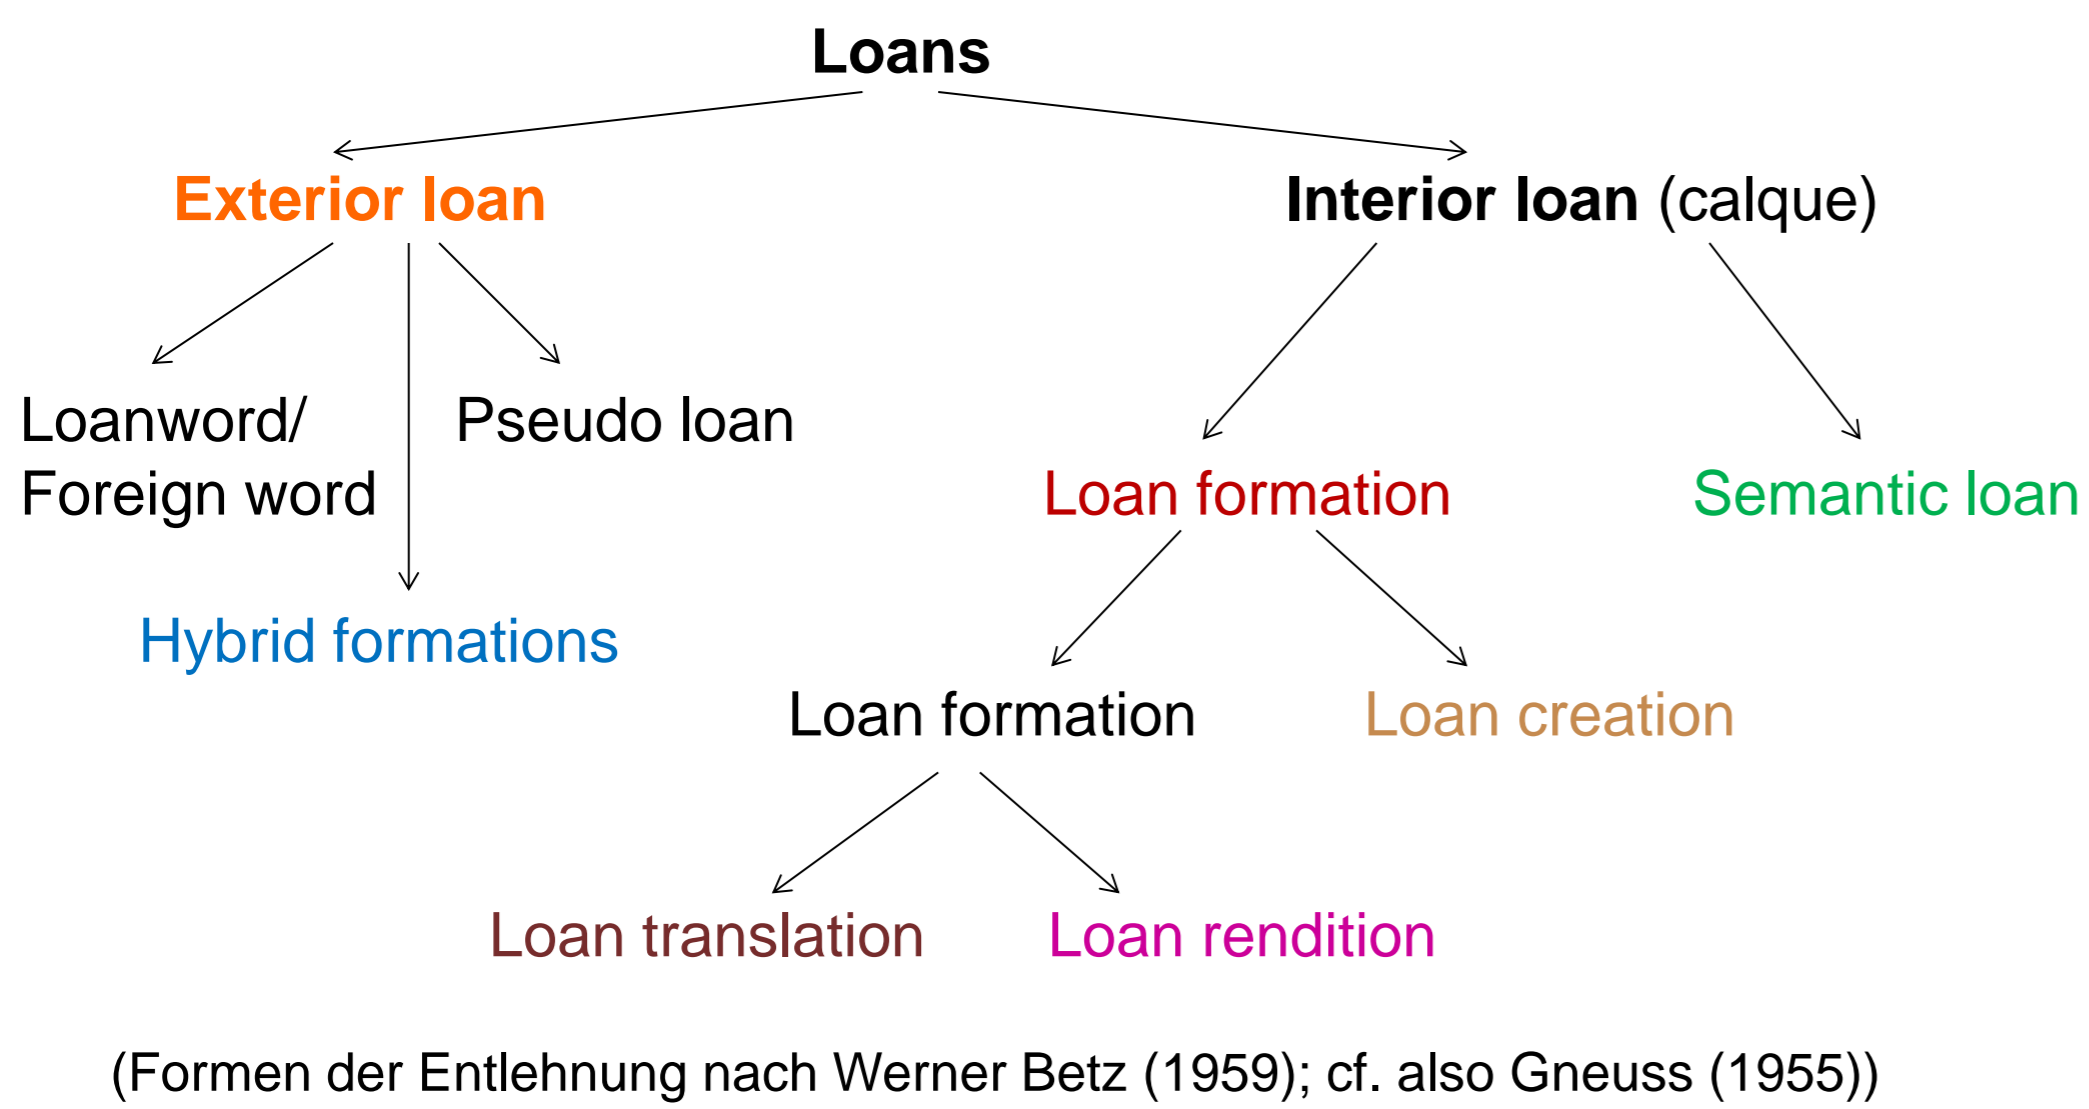 Loans
Exterior loan
Interior loan (calque)
Loanword/
Foreign word
Pseudo loan
Hybrid formations
Loan formation
Semantic loan
Loan formation
Loan creation
Loan translation
Loan rendition
(Formen der Entlehnung nach Werner Betz (1959); cf. also Gneuss (1955))